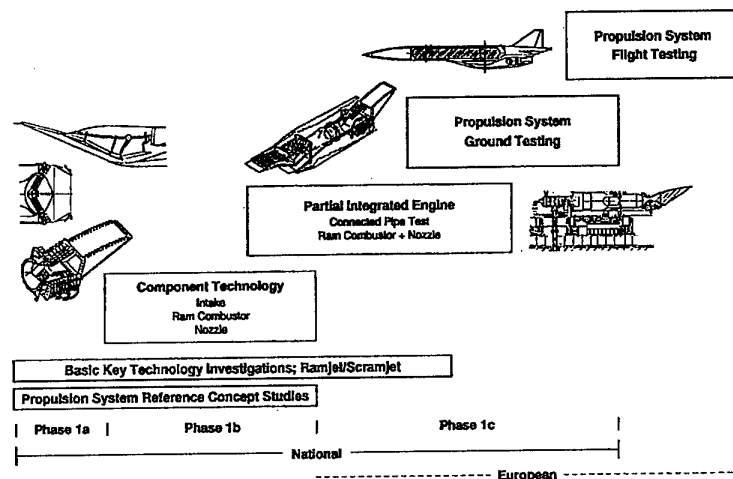 Propulsion System
Flight Testing
Propulsion System
Ground Testing
Partial Integrated Engine
Connected Pipe Test
Ram Combustor + Nozzle
Component Technology
Intake
Ram Combustor
Nozzle
Basic Key Technology Investigations; Ramjet/Scramjet
Propulsion System Reference Concept Studies
Phase 1a
Phase 1b
Phase 1c
National
European